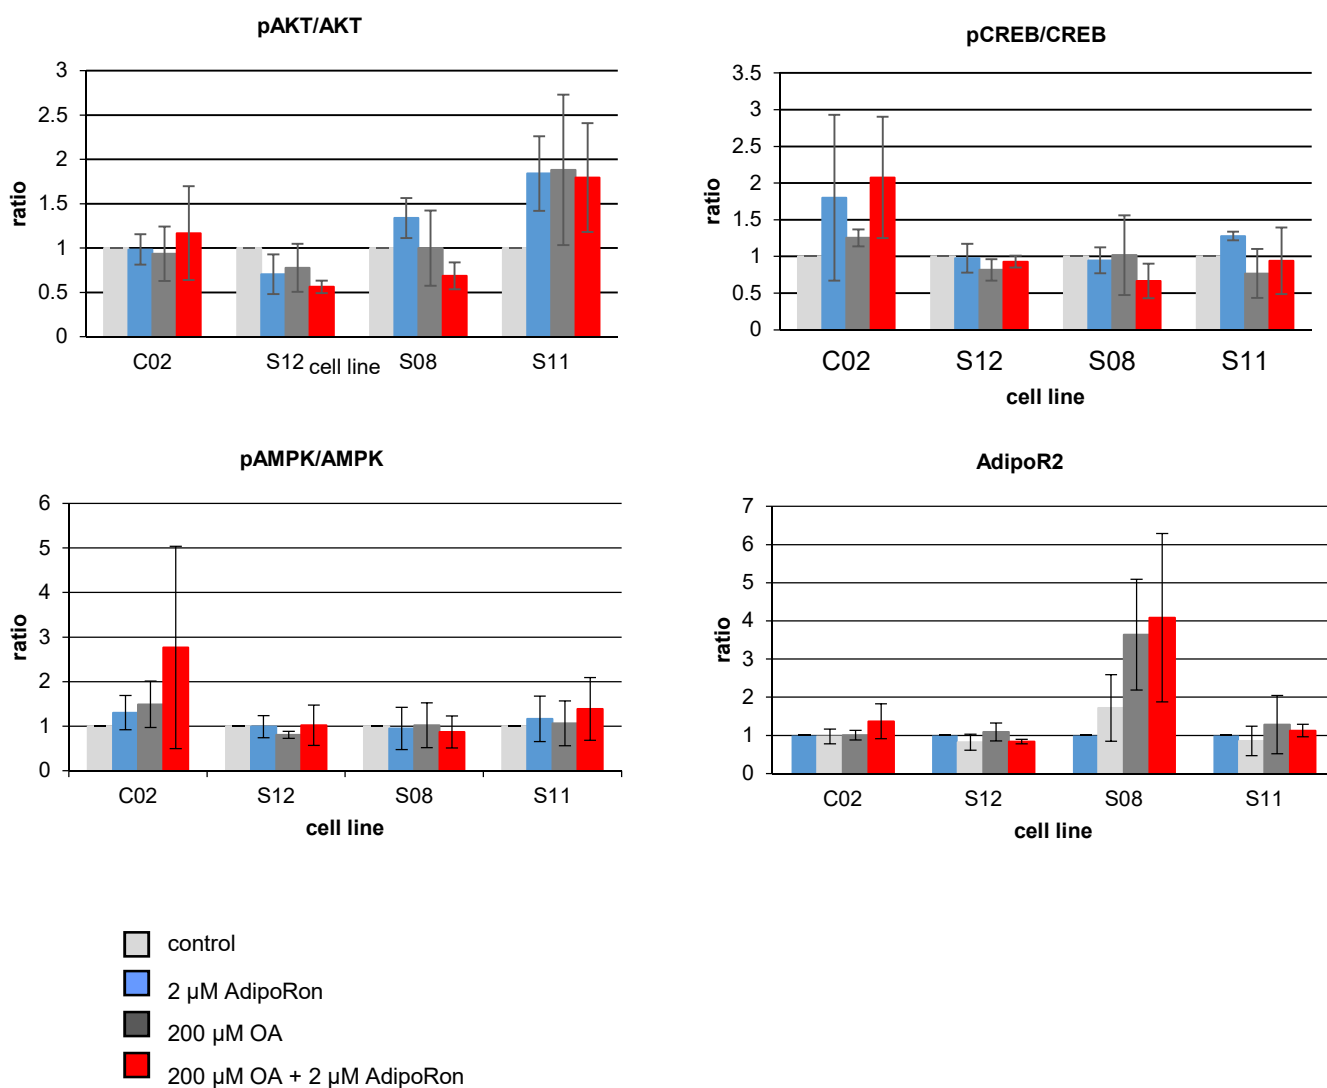 pAKT/AKT
3
2.5
2
1.5
1
0.5
0
ratio
C02 S12 cell line S08 S11
pCREB/CREB
3.5
3
2.5
2
1.5
1
0.5
0
ratio
C02 S12 S08 S11
cell line
pAMPK/AMPK
6
5
4
3
2
1
0
ratio
C02 S12 S08 S11
cell line
AdipoR2
7
6
5
4
3
2
1
0
ratio
C02 S12 S08 S11
cell line
control
2 µM AdipoRon
200 µM OA
200 µM OA + 2 µM AdipoRon